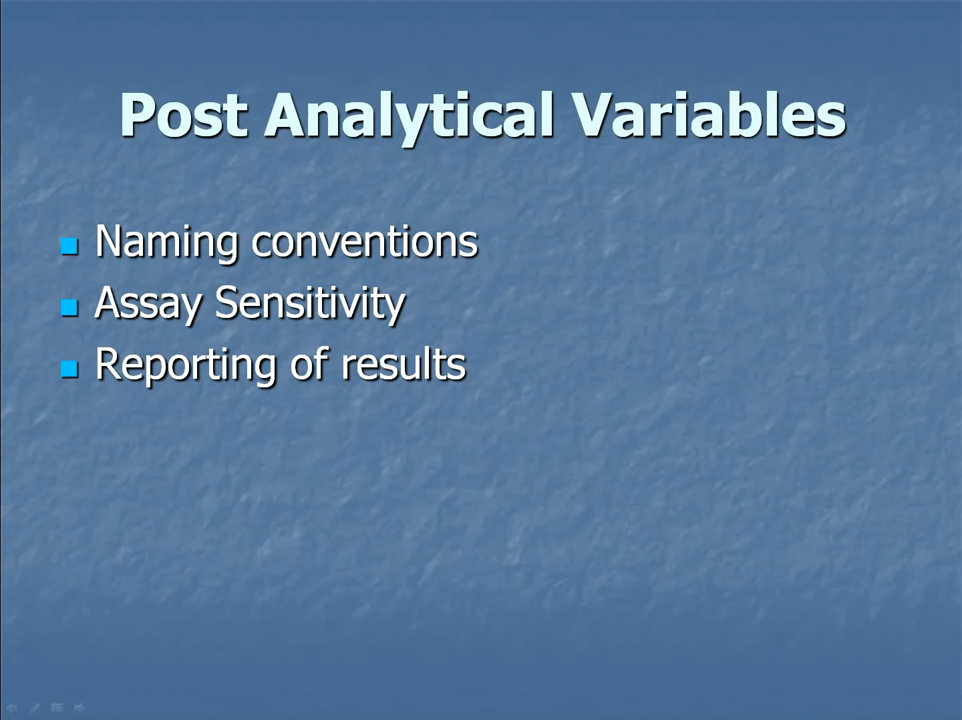 Post Analytical Variables
Naming conventions
Assay Sensitivity
Reporting of results